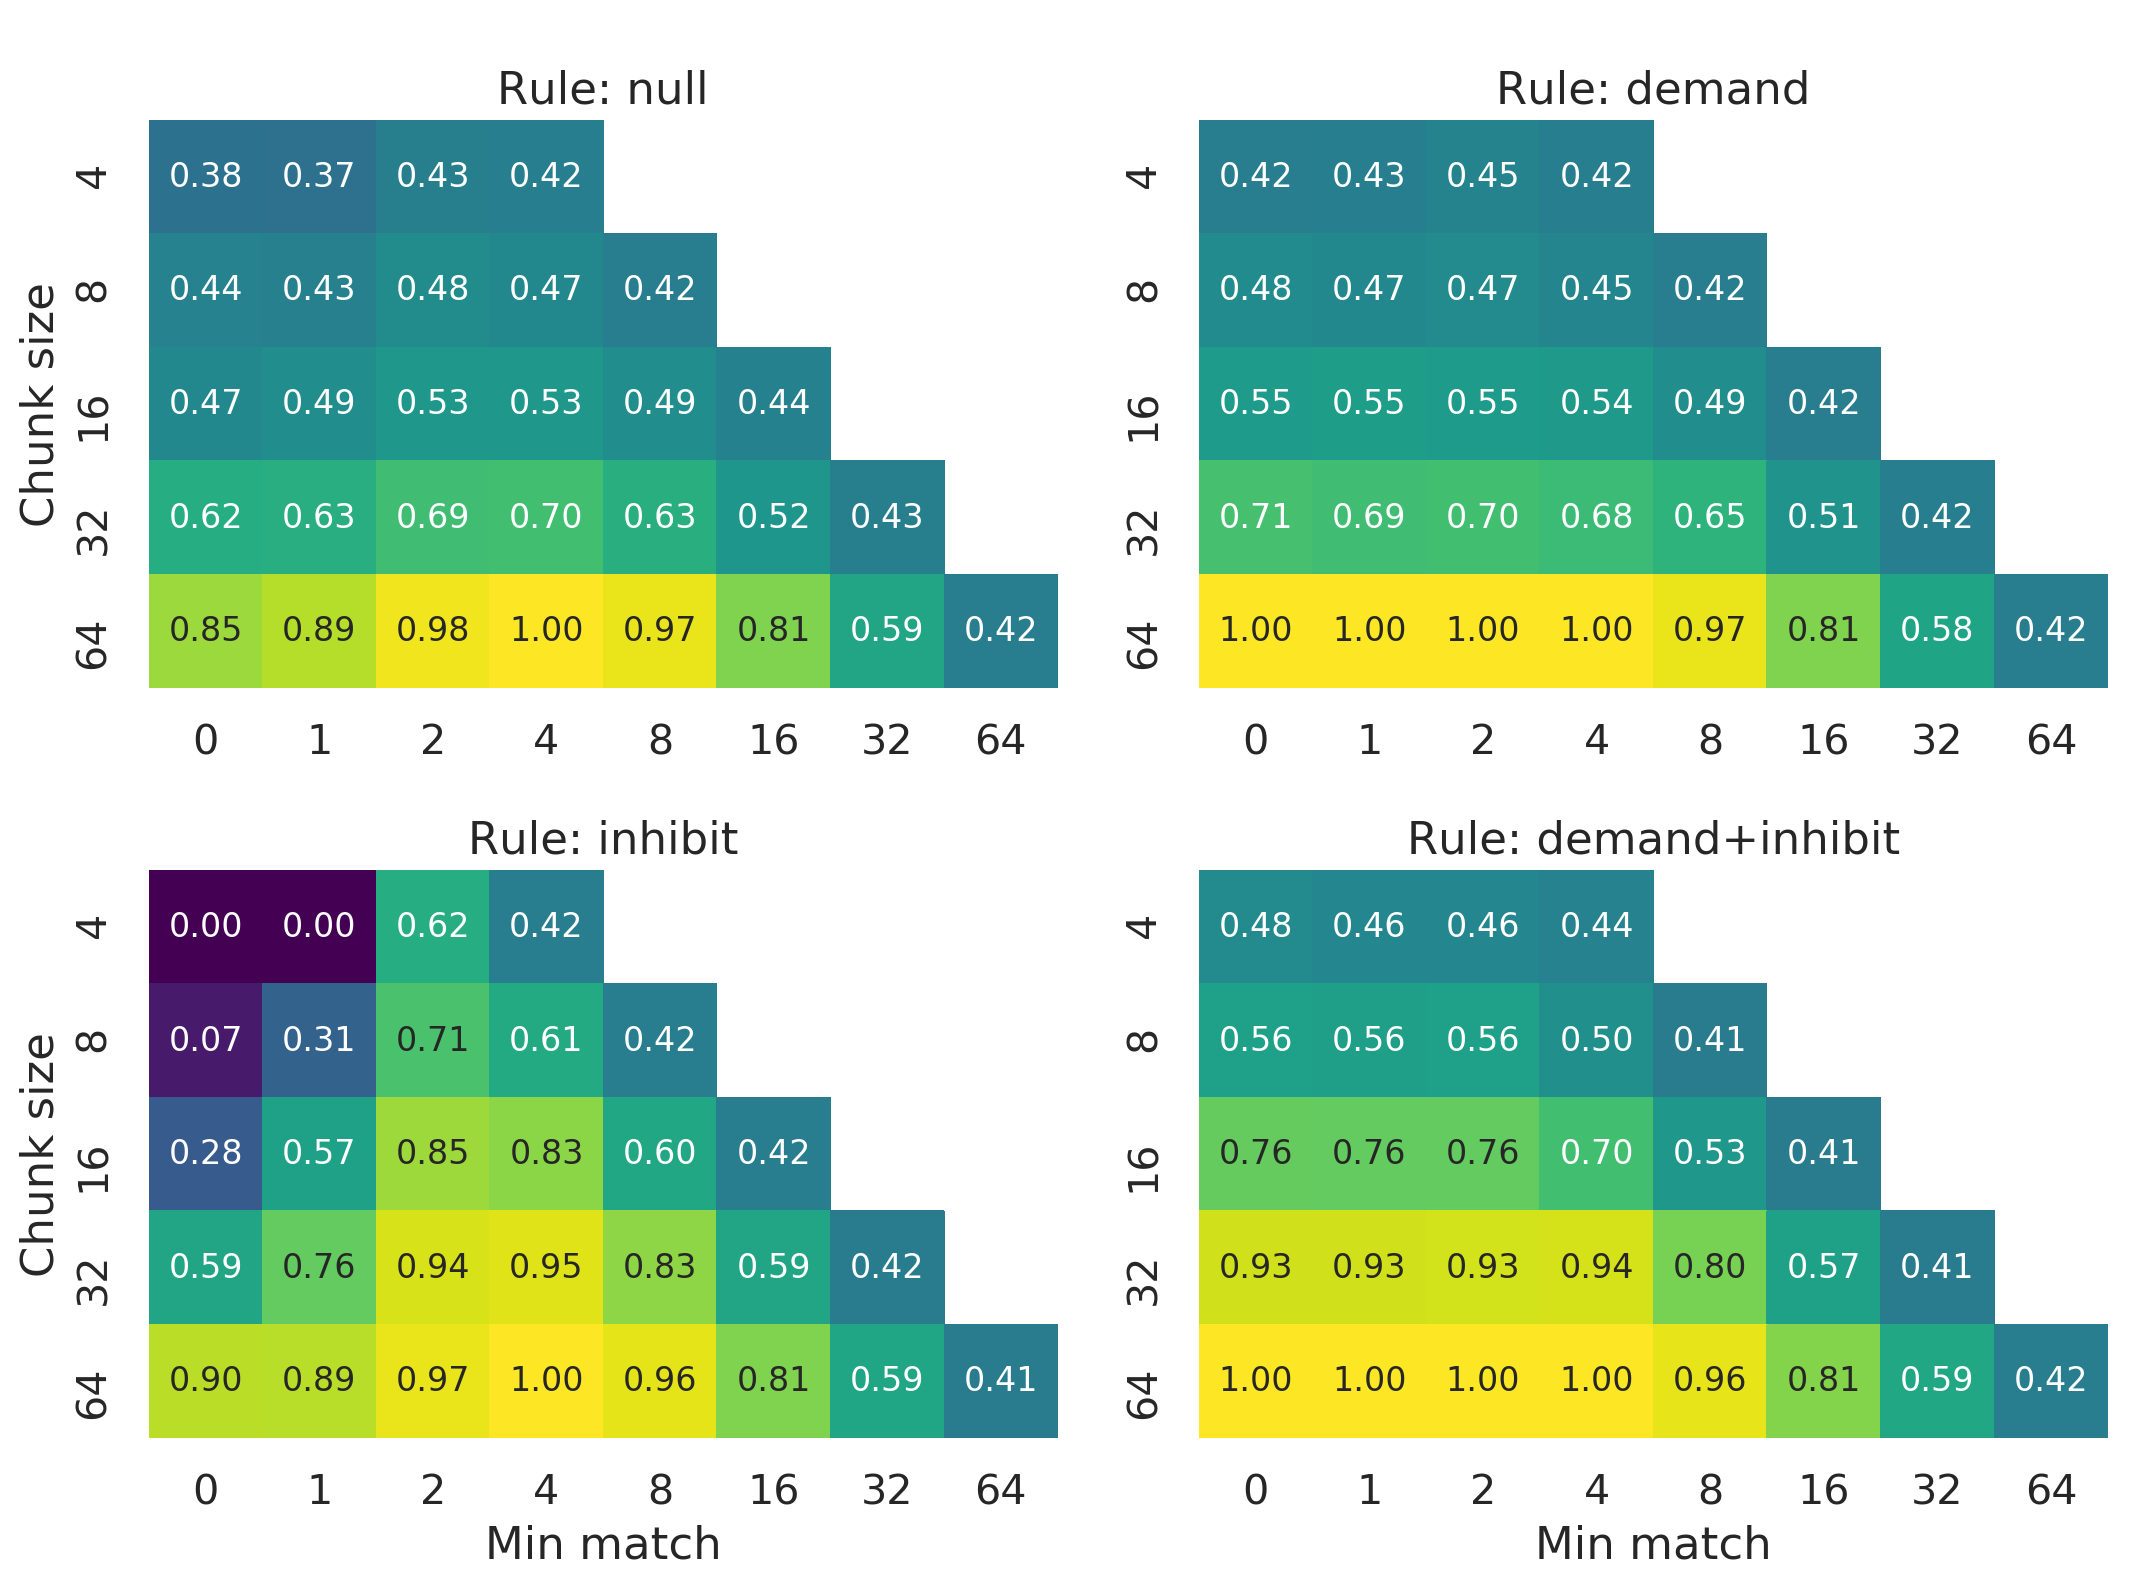 Rule: null
4 0.38 0.37 0.43 0.42
8 0.44 0.43 0.48 0.47 0.42
16 0.47 0.49 0.53 0.53 0.49 0.44
32 0.62 0.63 0.69 0.70 0.63 0.52 0.43
64 0.85 0.89 0.98 1.00 0.97 0.81 0.59 0.42
0 1 2 4 8 16 32 64
Chunk size
Rule: demand
4 0.42 0.43 0.45 0.42
8 0.48 0.47 0.47 0.45 0.42
16 0.55 0.55 0.55 0.54 0.49 0.42
32 0.71 0.69 0.70 0.68 0.65 0.51 0.42
64 1.00 1.00 1.00 1.00 0.97 0.81 0.58 0.42
0 1 2 4 8 16 32 64
Rule: inhibit
4 0.00 0.00 0.62 0.42
8 0.07 0.31 0.71 0.61 0.42
16 0.28 0.57 0.85 0.83 0.60 0.42
32 0.59 0.76 0.94 0.95 0.83 0.59 0.42
64 0.90 0.89 0.97 1.00 0.96 0.81 0.59 0.41
0 1 2 4 8 16 32 64
Chunk size
Min match
Rule: demand+inhibit
4 0.48 0.46 0.46 0.44
8 0.56 0.56 0.56 0.50 0.41
16 0.76 0.76 0.76 0.70 0.53 0.41
32 0.93 0.93 0.93 0.94 0.80 0.57 0.41
64 1.00 1.00 1.00 1.00 0.96 0.81 0.59 0.42
0 1 2 4 8 16 32 64
Min match